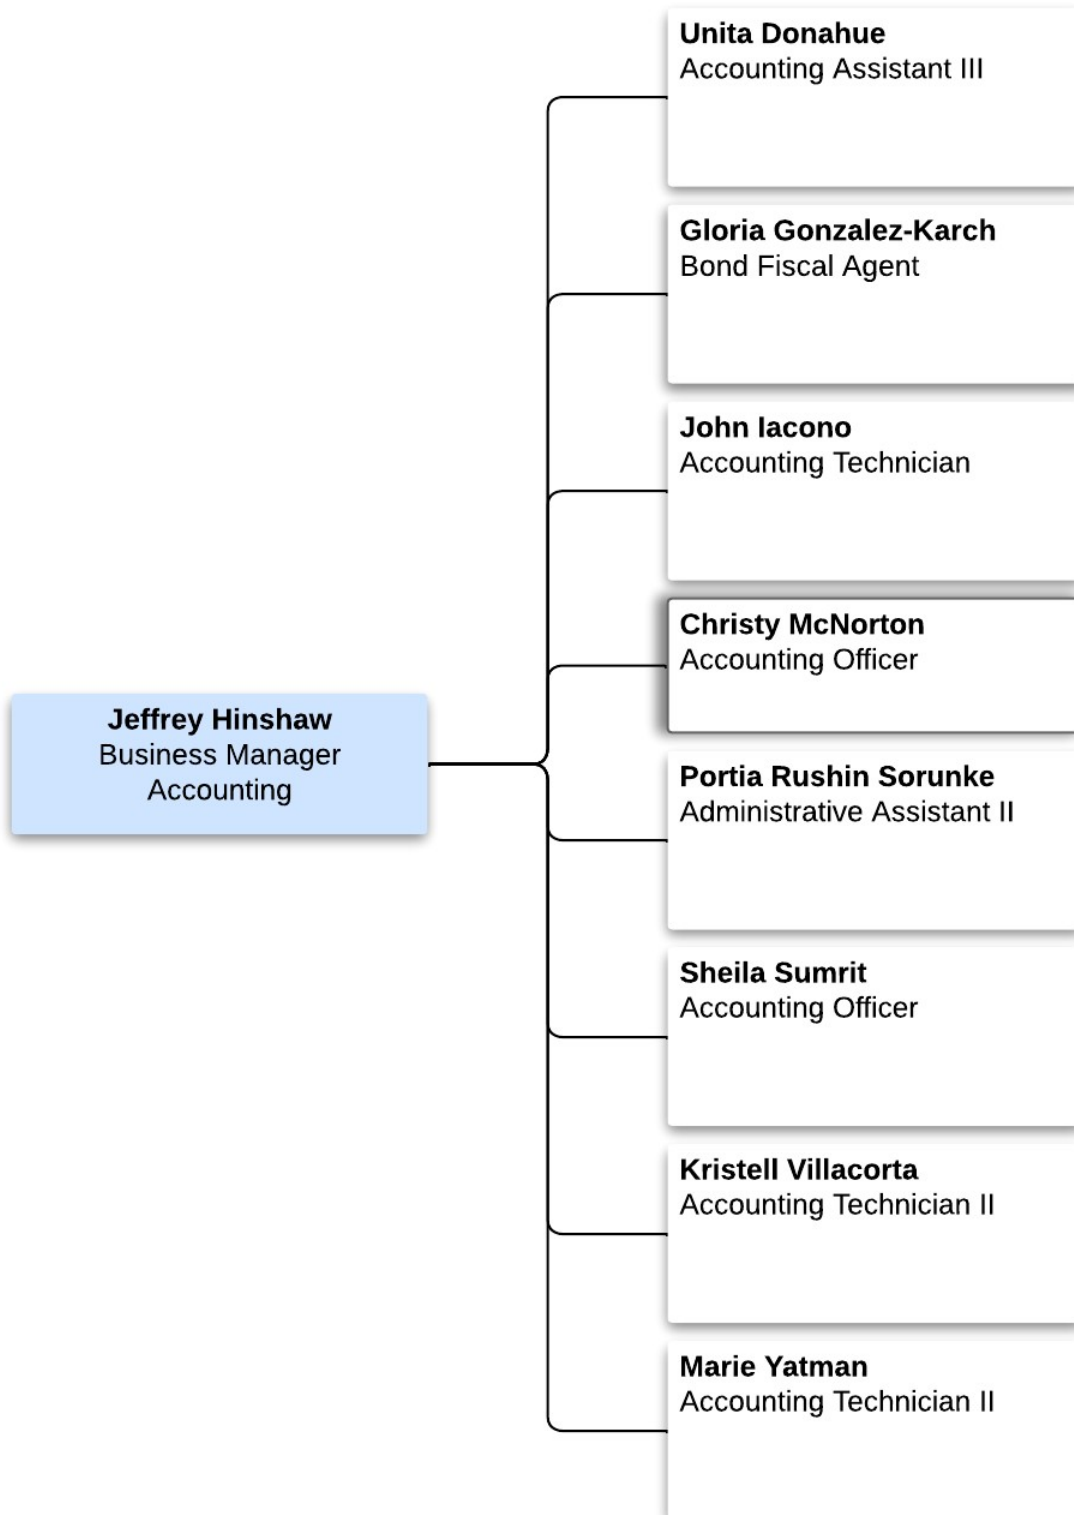 Unita Donahue
Accounting Assistant III
Gloria Gonzalez-Karch
Bond Fiscal Agent
John Iacono
Accounting Technician
Christy McNorton
Accounting Officer
Jeffrey Hinshaw
Business Manager
Accounting
Portia Rushin Sorunke
Administrative Assistant II
Sheila Sumrit
Accounting Officer
Kristell Villacorta
Accounting Technician II
Marie Yatman
Accounting Technician II